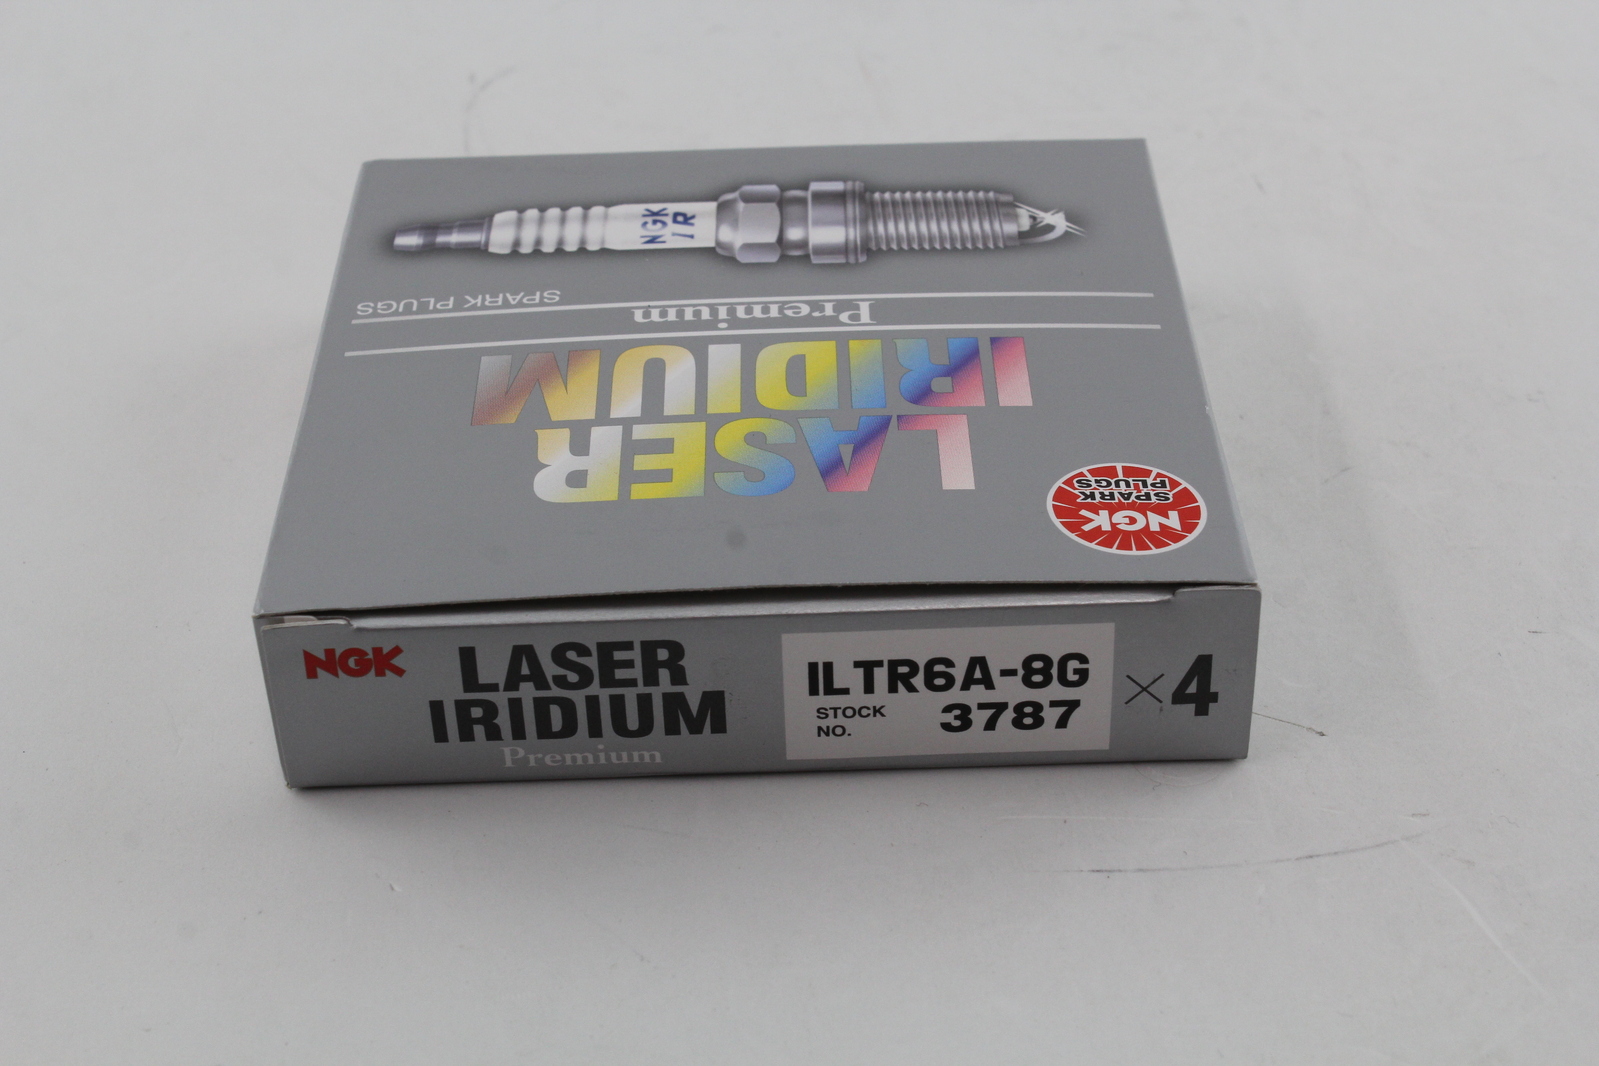 NGK
IR
SPARK PLUGS
Premium
LASER
IRIDIUM
NGK
SPARK
PLUGS
NGK
LASER
IRIDIUM
Premium
ILTR6A-8G
STOCK
NO.
3787
×4